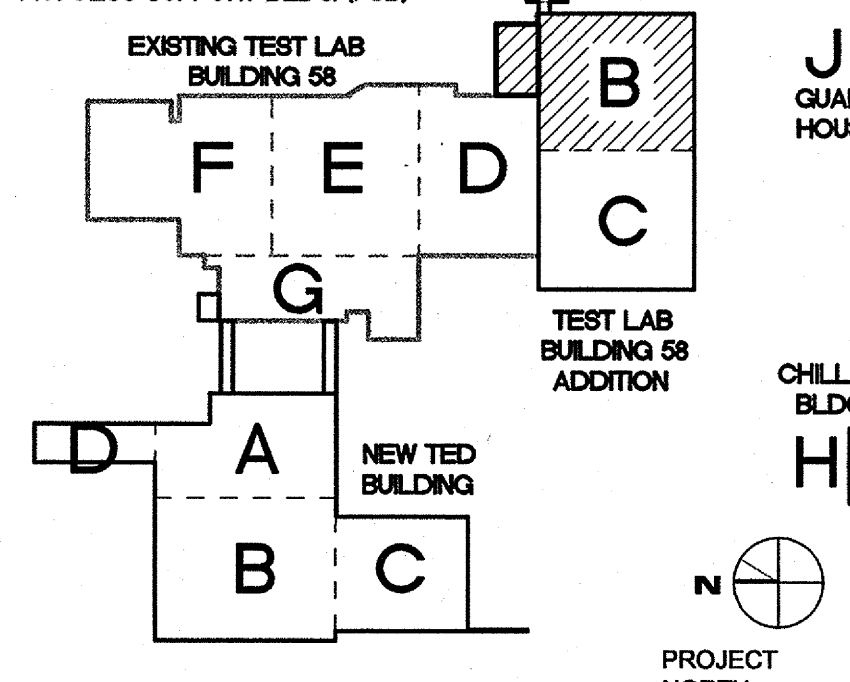 EXISTING TEST LAB
BUILDING 58
B
J
F
E
D
C
G
TEST LAB
BUILDING 58
ADDITION
D
A
NEW TED
BUILDING
H
B
C
N
PROJECT